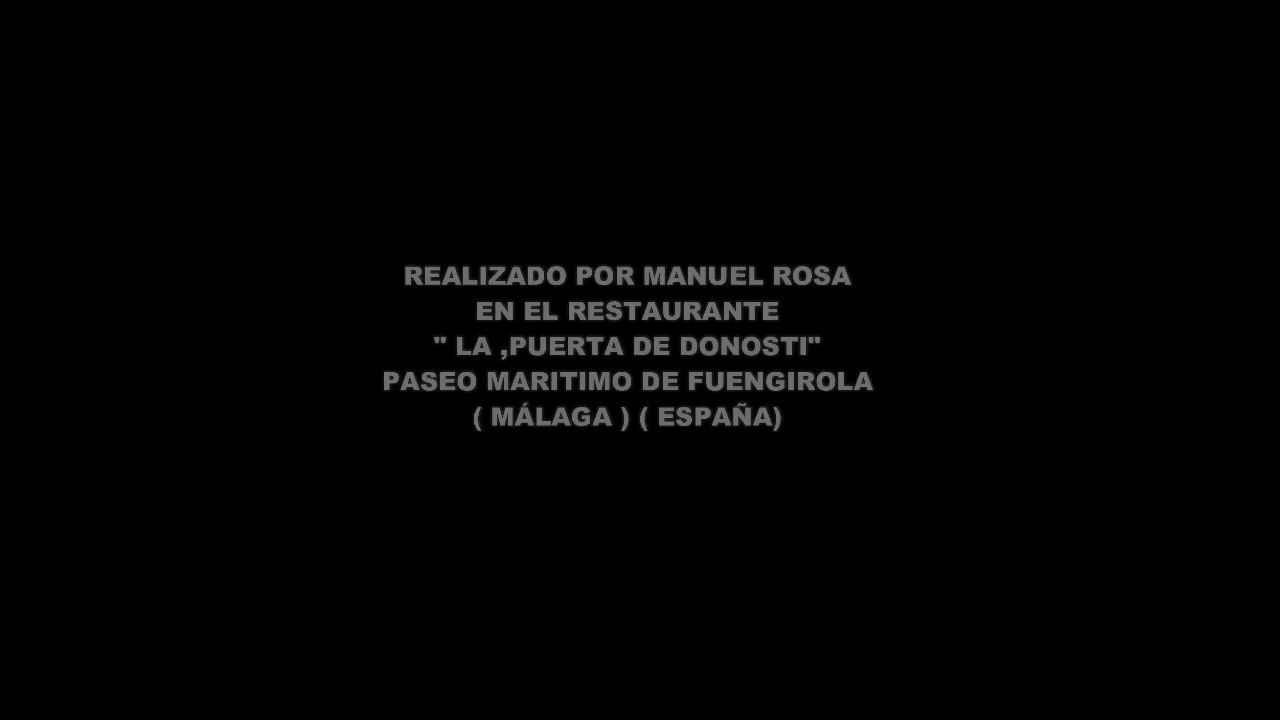 REALIZADO POR MANUEL ROSA
EN EL RESTAURANTE
" LA ,PUERTA DE DONOSTI"
PASEO MARITIMO DE FUENGIROLA
( MÁLAGA ) ( ESPAÑA)